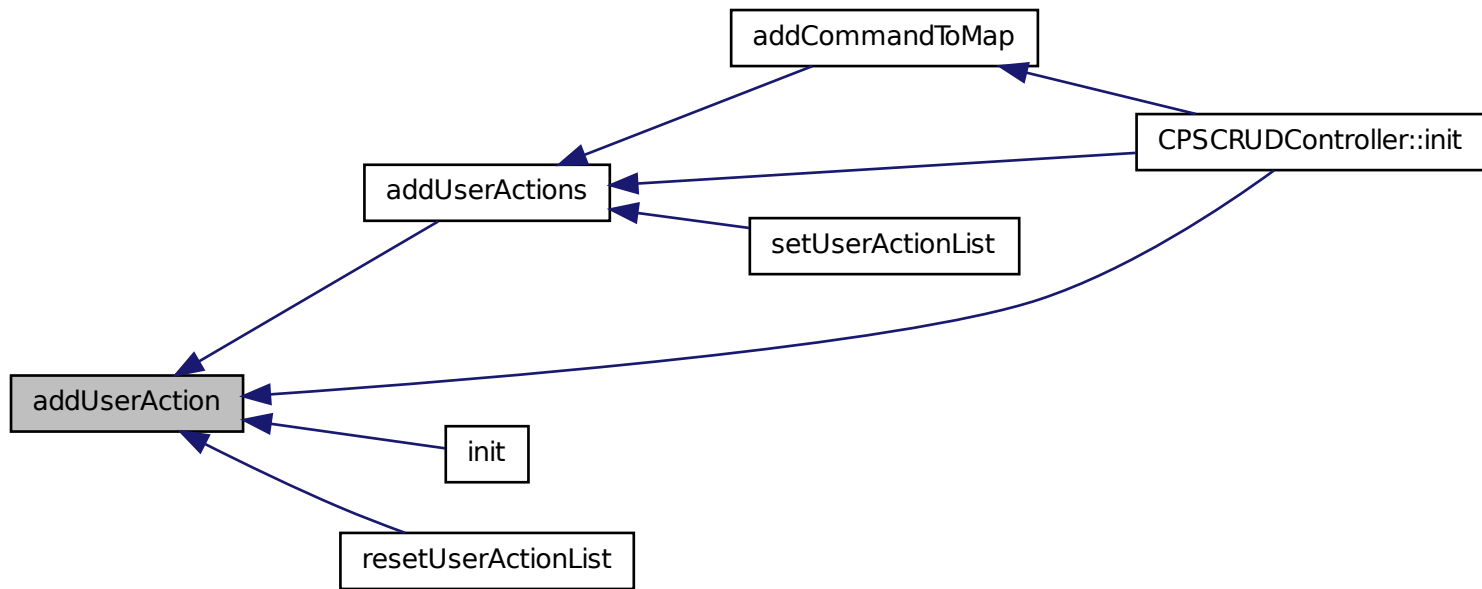 addCommandToMap
CPSCRUDController::init
addUserActions
setUserActionList
addUserAction
init
resetUserActionList